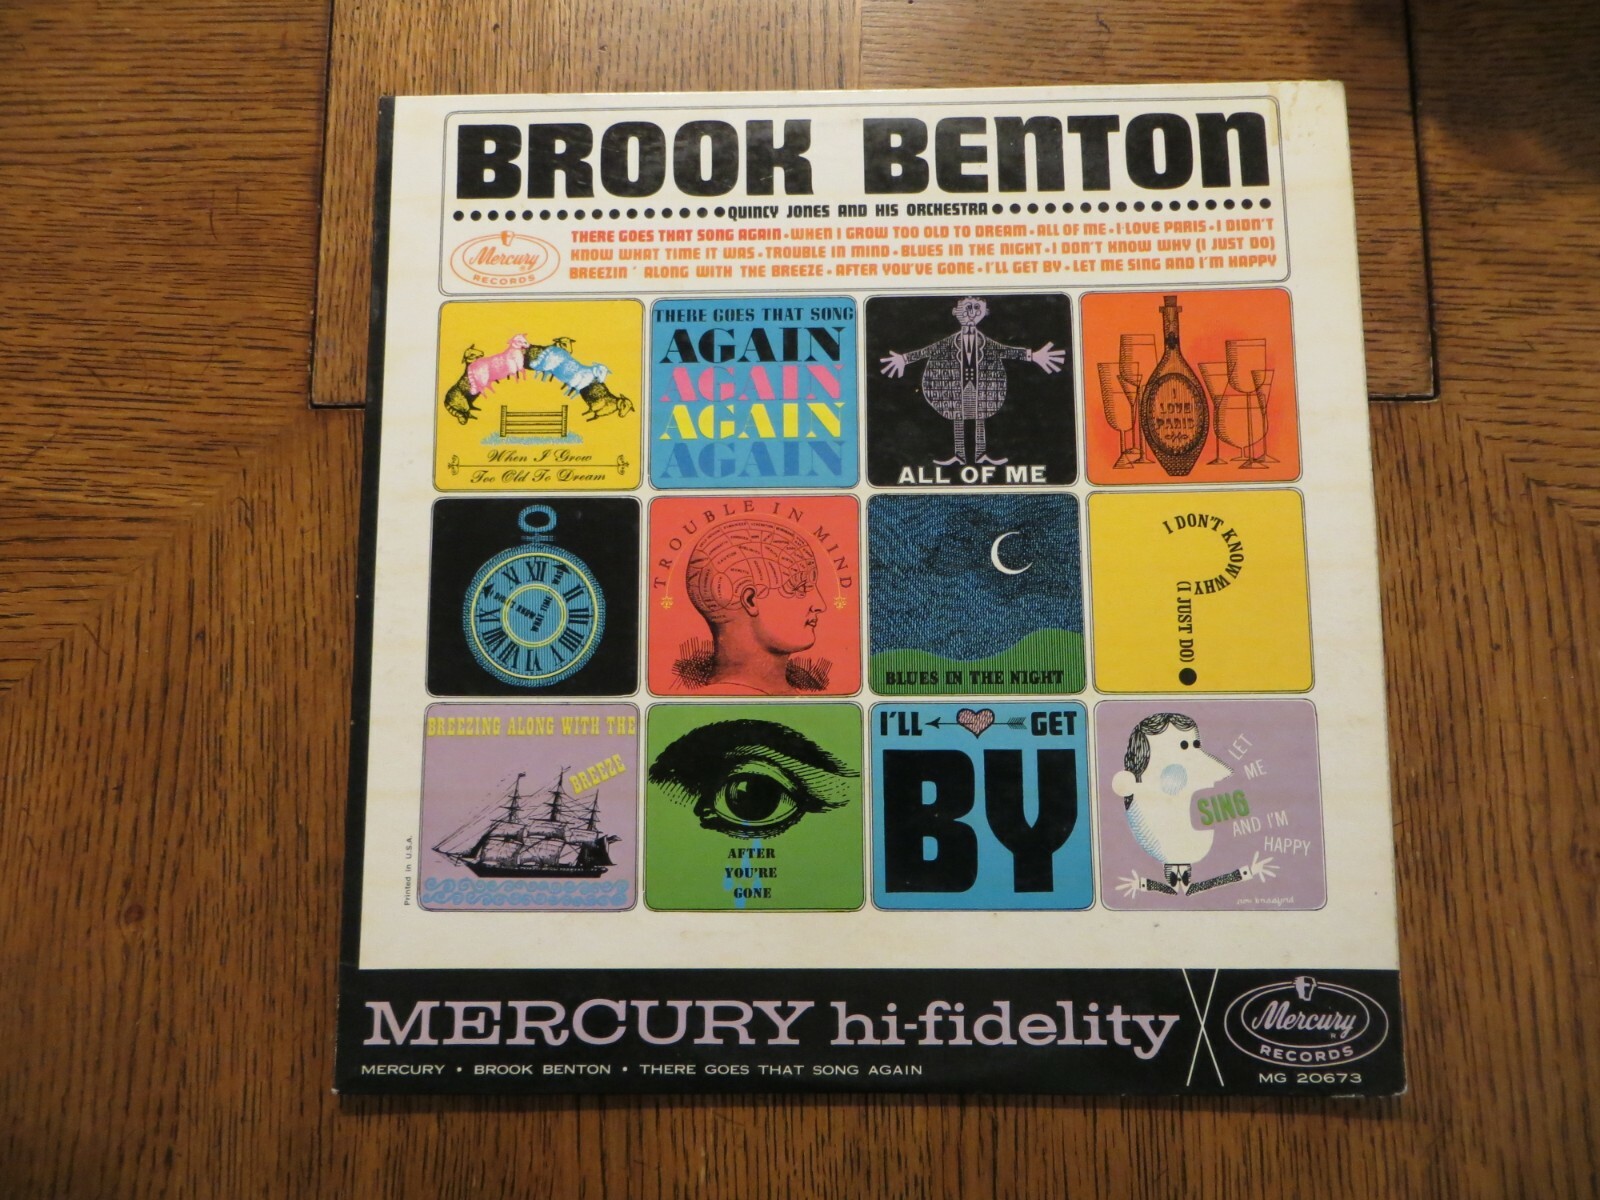 BROOK BENTON
QUINCY JONES AND HIS ORCHESTRA
Mercury
RECORDS
THERE GOES THAT SONG AGAIN • WHEN I GROW TOO OLD TO DREAM • ALL OF ME • I LOVE PARIS • I DIDN'T
KNOW WHAT TIME IT WAS • TROUBLE IN MIND • BLUES IN THE NIGHT • I DON'T KNOW WHY (I JUST DO)
BREEZIN' ALONG WITH THE BREEZE • AFTER YOU'VE GONE • I'LL GET BY • LET ME SING AND I'M HAPPY
When I Grow
Too Old To Dream
THERE GOES THAT SONG
AGAIN
AGAIN
AGAIN
AGAIN
ALL OF ME
I
LOVE
PARIS
TROUBLE IN MIND
BLUES IN THE NIGHT
I DON'T KNOW WHY (I JUST DO)
BREEZING ALONG WITH THE
BREEZE
AFTER
YOU'RE
GONE
I'LL GET
BY
LET
ME
SING
AND I'M
HAPPY
Printed in U.S.A.
MERCURY hi-fidelity
Mercury
RECORDS
MG 20673
MERCURY • BROOK BENTON • THERE GOES THAT SONG AGAIN